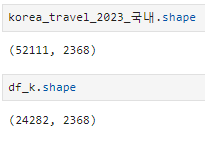 korea_travel_2023_국내.shape
(52111, 2368)
df_k.shape
(24282, 2368)